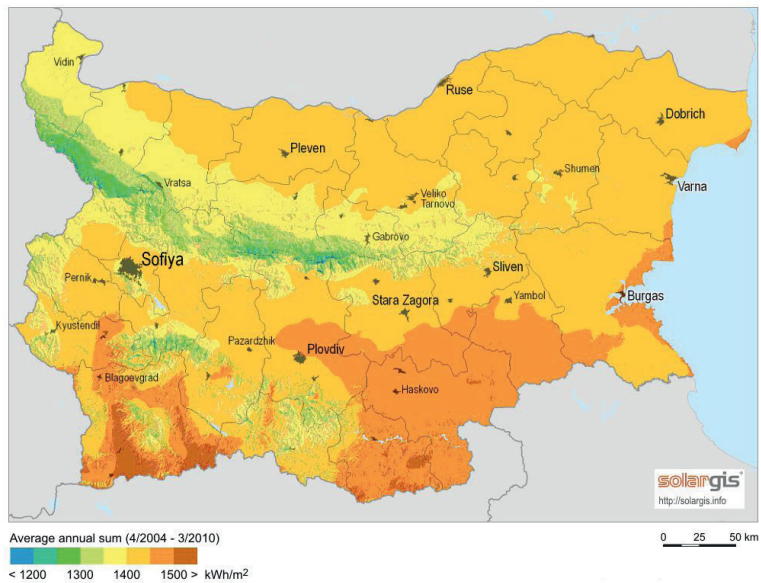 Vidin
Ruse
Dobrich
Pleven
Shumen
Vratsa
Varna
Veliko
Tarnovo
Gabrovo
Sofiya
Sliven
Pernik
Burgas
Stara Zagora
Yambol
Kyustendil
Pazardzhik
Plovdiv
Blagoevgrad
Haskovo
solargis
http://solargis.info
Average annual sum (4/2004 - 3/2010)
0 25 50 km
< 1200 1300 1400 1500 > kWh/m2